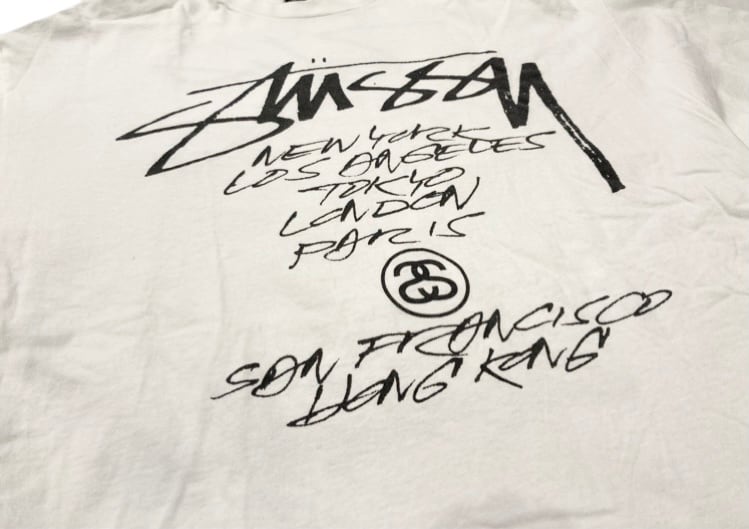 Stüssy
NEW YORK
LOS ANGELES
TOKYO
LONDON
PARIS
SAN FRANCISCO
HONG KONG